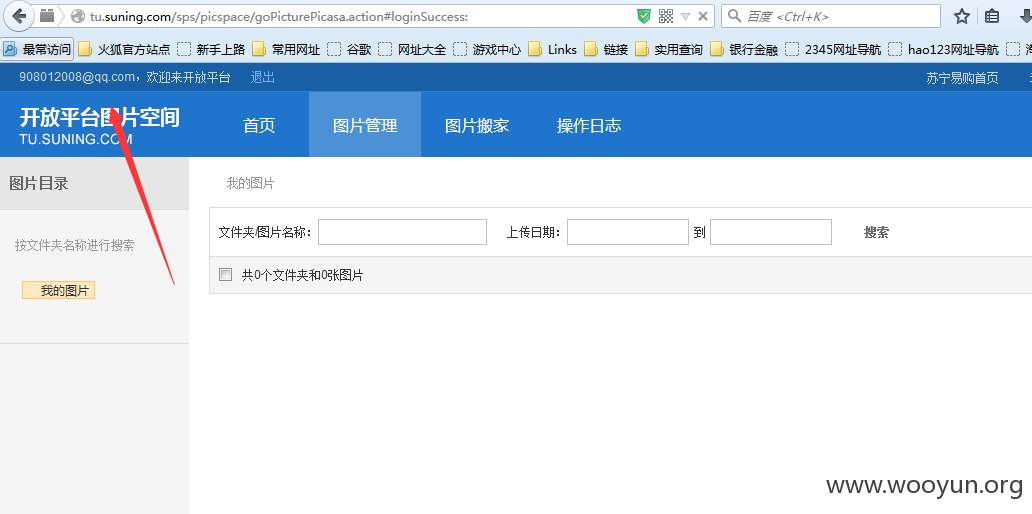 tu.suning.com/sps/picspace/goPicturePicasa.action#loginSuccess:
百度 <Ctrl+K>
最常访问 火狐官方站点 新手上路 常用网址 谷歌 网址大全 游戏中心 Links 链接 实用查询 银行金融 2345网址导航 hao123网址导航
908012008@qq.com，欢迎来开放平台 退出 苏宁易购首页
开放平台图片空间
TU.SUNING.COM
首页 图片管理 图片搬家 操作日志
图片目录
我的图片
文件夹/图片名称： 上传日期： 到 搜索
按文件夹名称进行搜索
共0个文件夹和0张图片
我的图片
www.wooyun.org